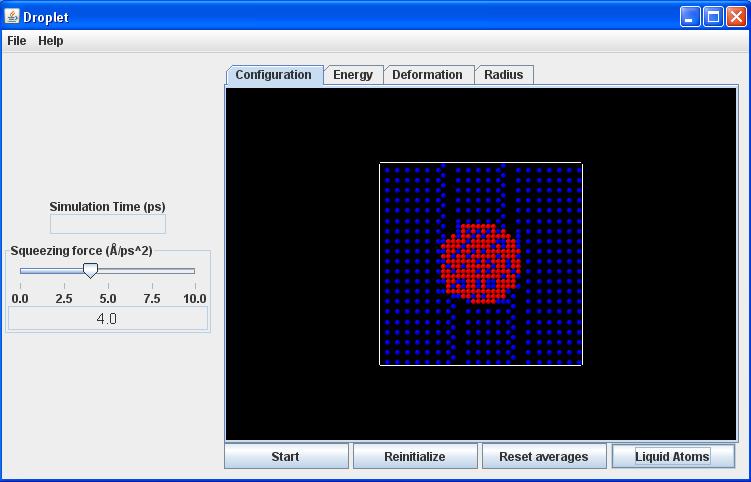 Droplet
File Help
Configuration Energy Deformation Radius
Simulation Time (ps)
Squeezing force (Å/ps^2)
0.0 2.5 5.0 7.5 10.0
4.0
Start Reinitialize Reset averages Liquid Atoms